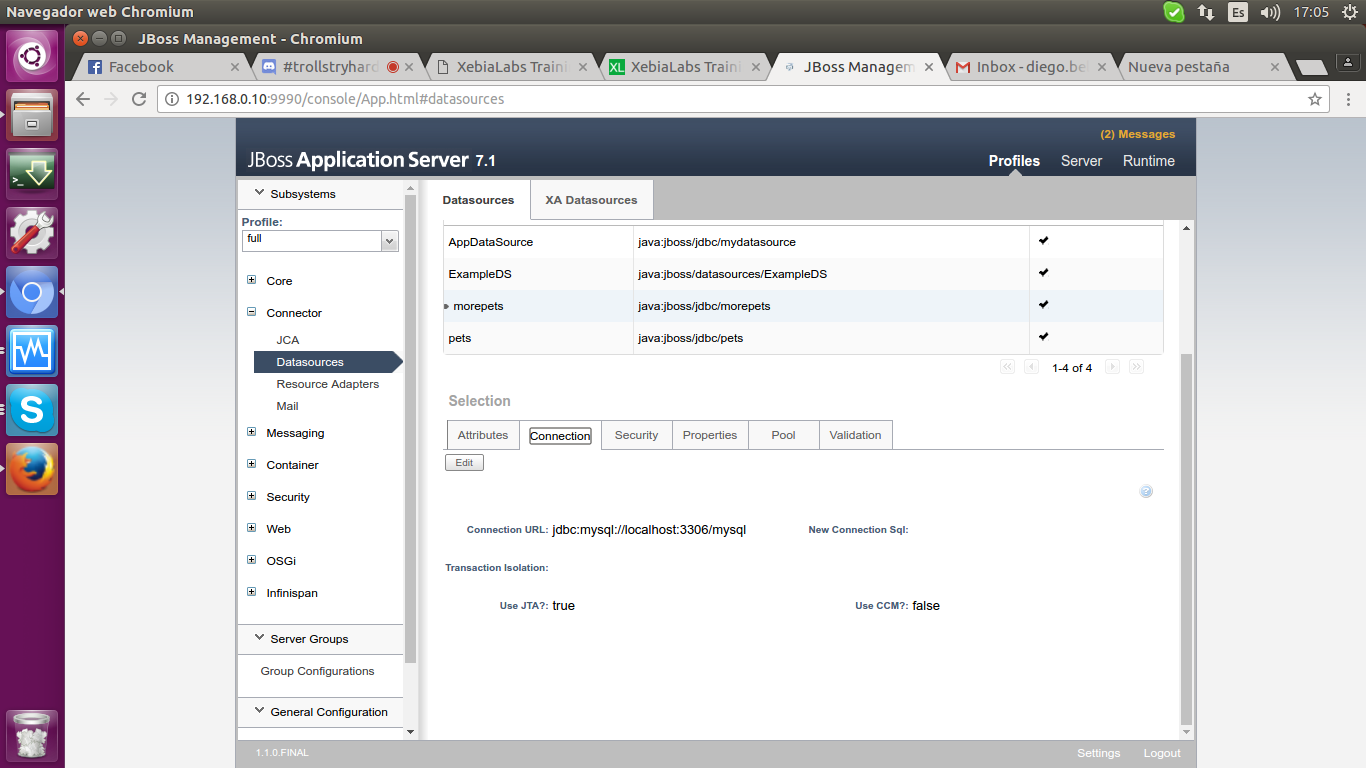 Navegador web Chromium
Es
17:05
JBoss Management - Chromium
Facebook
#trollstryhard
XebiaLabs Traini
XL XebiaLabs Traini
JBoss Managem
Inbox - diego.be
Nueva pestaña
192.168.0.10:9990/console/App.html#datasources
(2) Messages
JBoss Application Server 7.1
Profiles
Server
Runtime
Subsystems
Profile:
full
Core
Connector
JCA
Datasources
Resource Adapters
Mail
Messaging
Container
Security
Web
OSGi
Infinispan
Server Groups
Group Configurations
General Configuration
Datasources
XA Datasources
AppDataSource java:jboss/jdbc/mydatasource
ExampleDS java:jboss/datasources/ExampleDS
morepets java:jboss/jdbc/morepets
pets java:jboss/jdbc/pets
1-4 of 4
Selection
Attributes Connection Security Properties Pool Validation
Edit
Connection URL: jdbc:mysql://localhost:3306/mysql New Connection Sql:
Transaction Isolation:
Use JTA?: true Use CCM?: false
1.1.0.FINAL
Settings
Logout